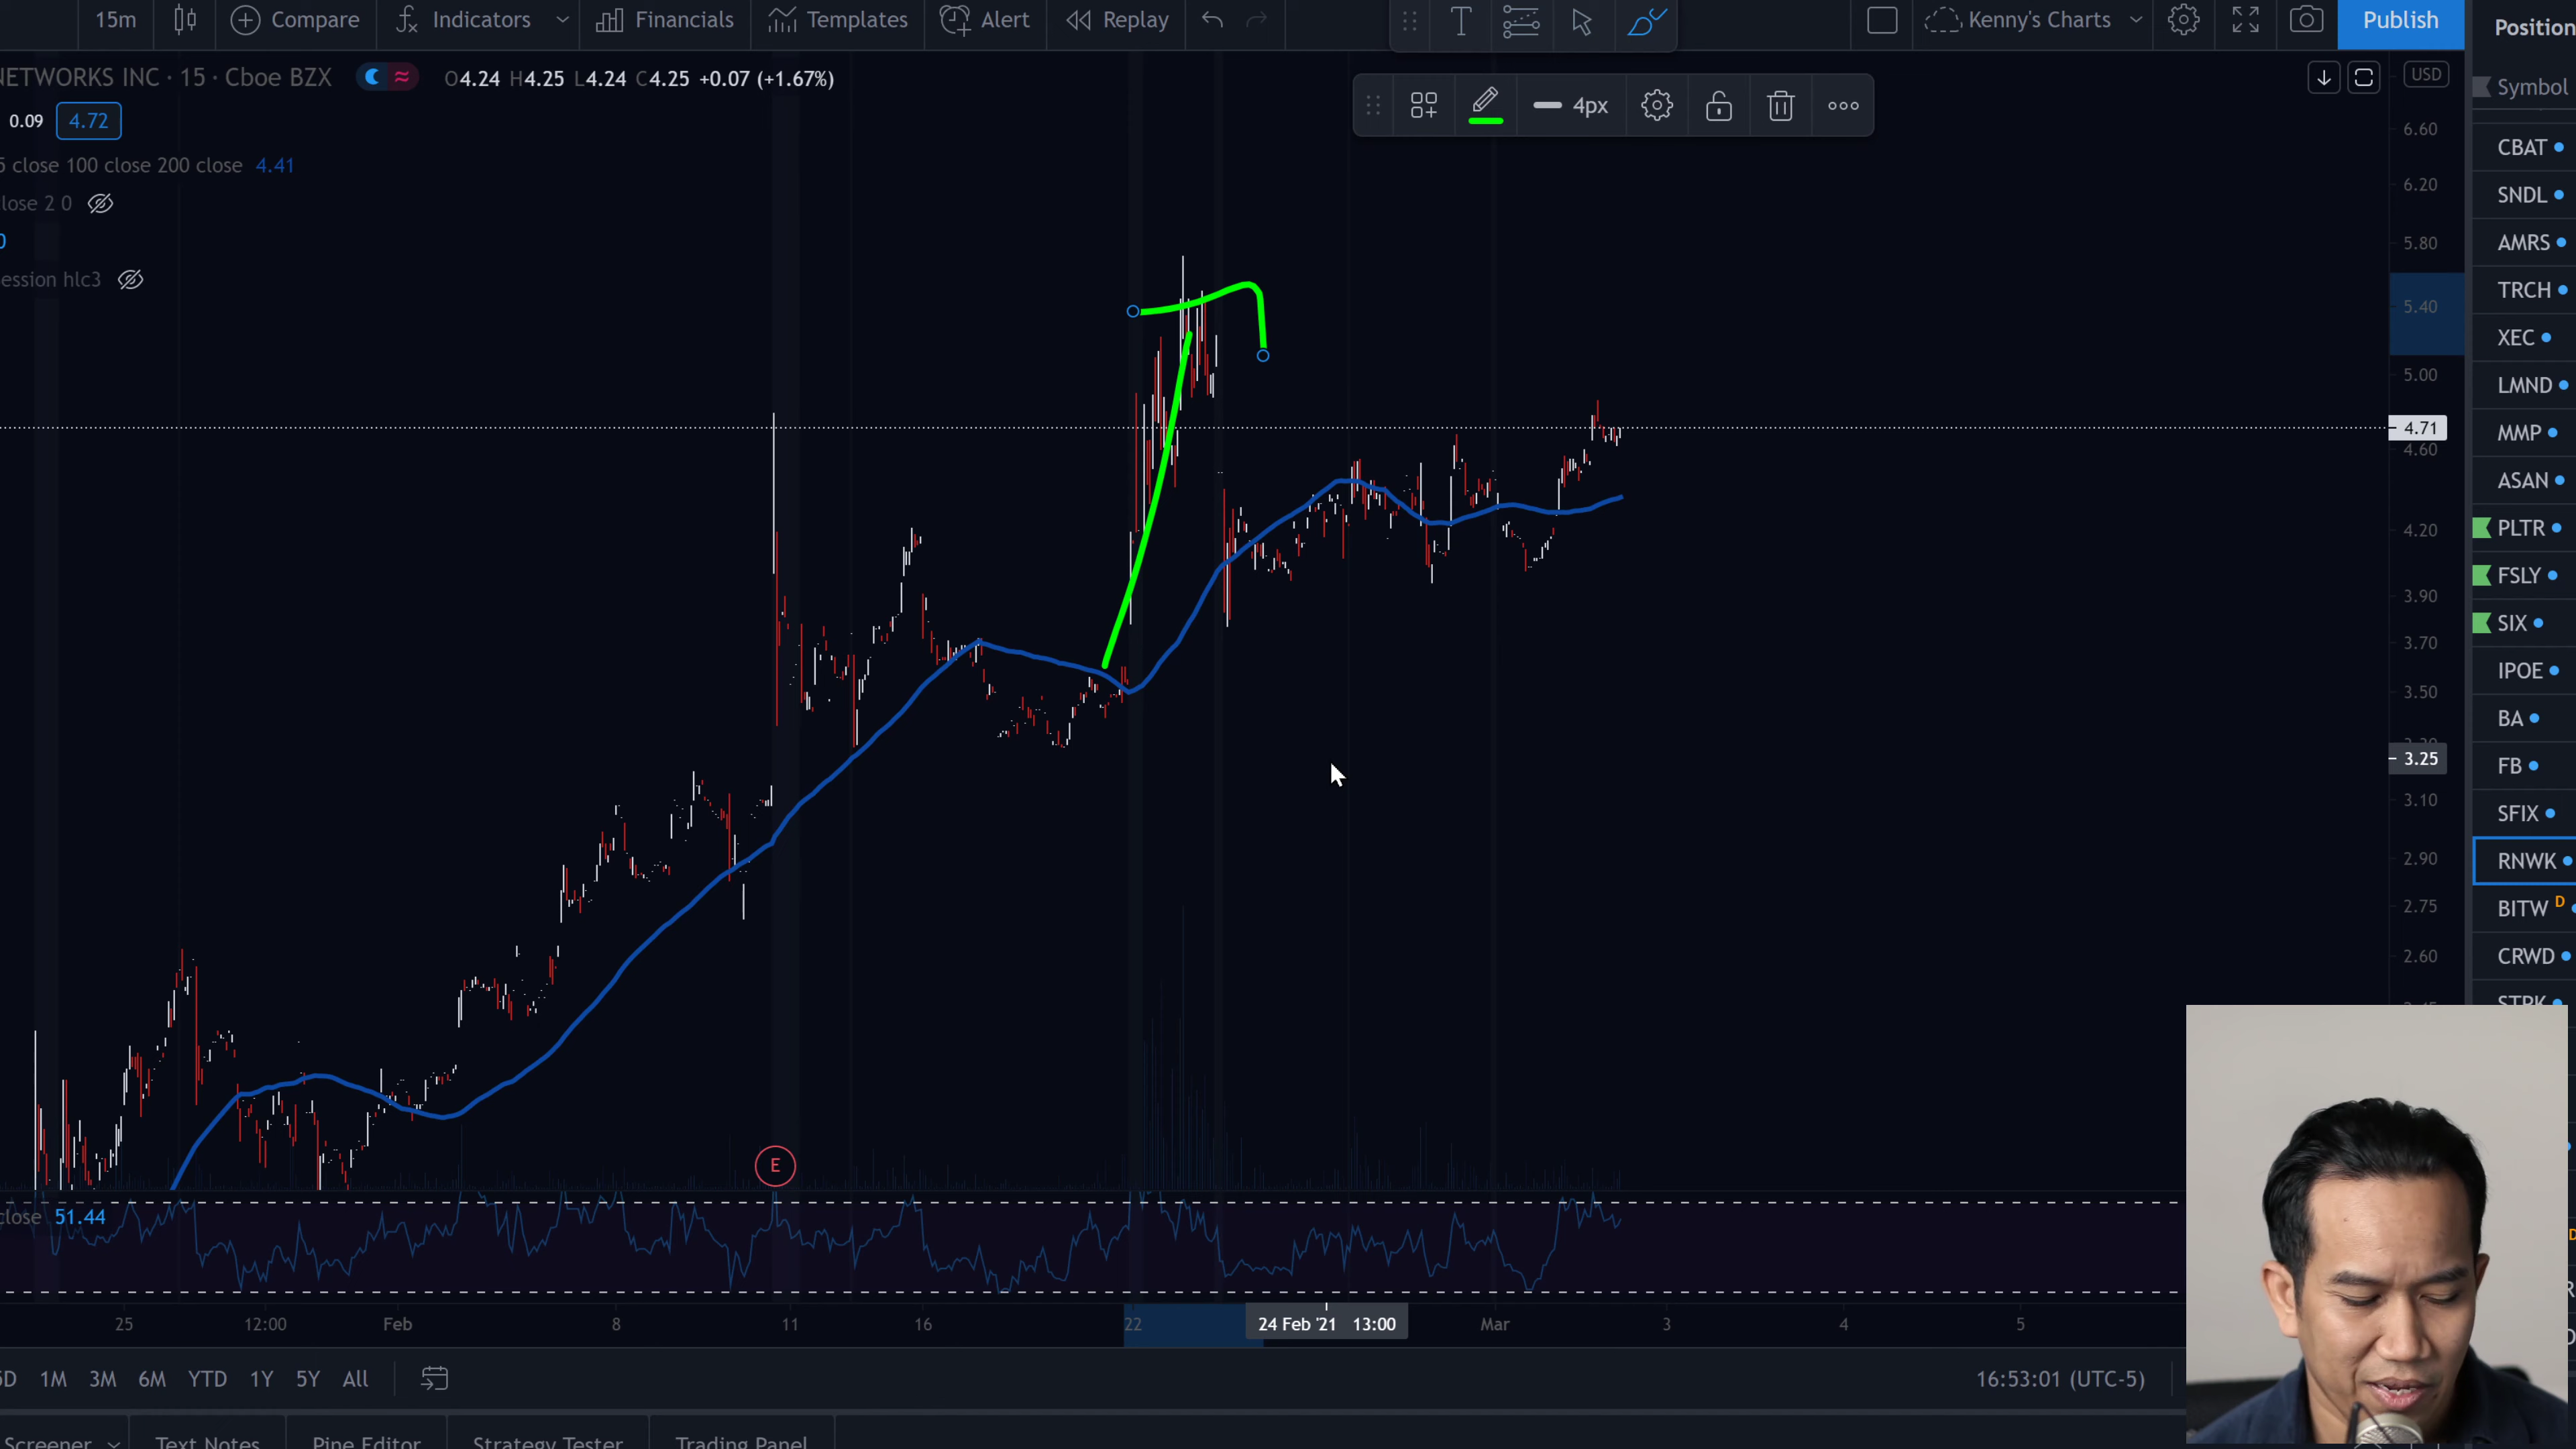 15m Compare Indicators Financials Templates Alert Replay T Kenny's Charts Publish Position
NETWORKS INC · 15 · Cboe BZX O4.24 H4.25 L4.24 C4.25 +0.07 (+1.67%)
4px
USD
Symbol
0.09 4.72
5 close 100 close 200 close 4.41
lose 2 0
0
ession hlc3
6.60
6.20
5.80
5.40
5.00
4.71
4.60
4.20
3.90
3.70
3.50
3.25
3.10
2.90
2.75
2.60
CBAT
SNDL
AMRS
TRCH
XEC
LMND
MMP
ASAN
PLTR
FSLY
SIX
IPOE
BA
FB
SFIX
RNWK
BITW D
CRWD
E
close 51.44
25 12:00 Feb 8 11 16 22 24 Feb '21 13:00 Mar 3 4 5
5D 1M 3M 6M YTD 1Y 5Y All 16:53:01 (UTC-5)
Screener Text Notes Pine Editor Strategy Tester Trading Panel